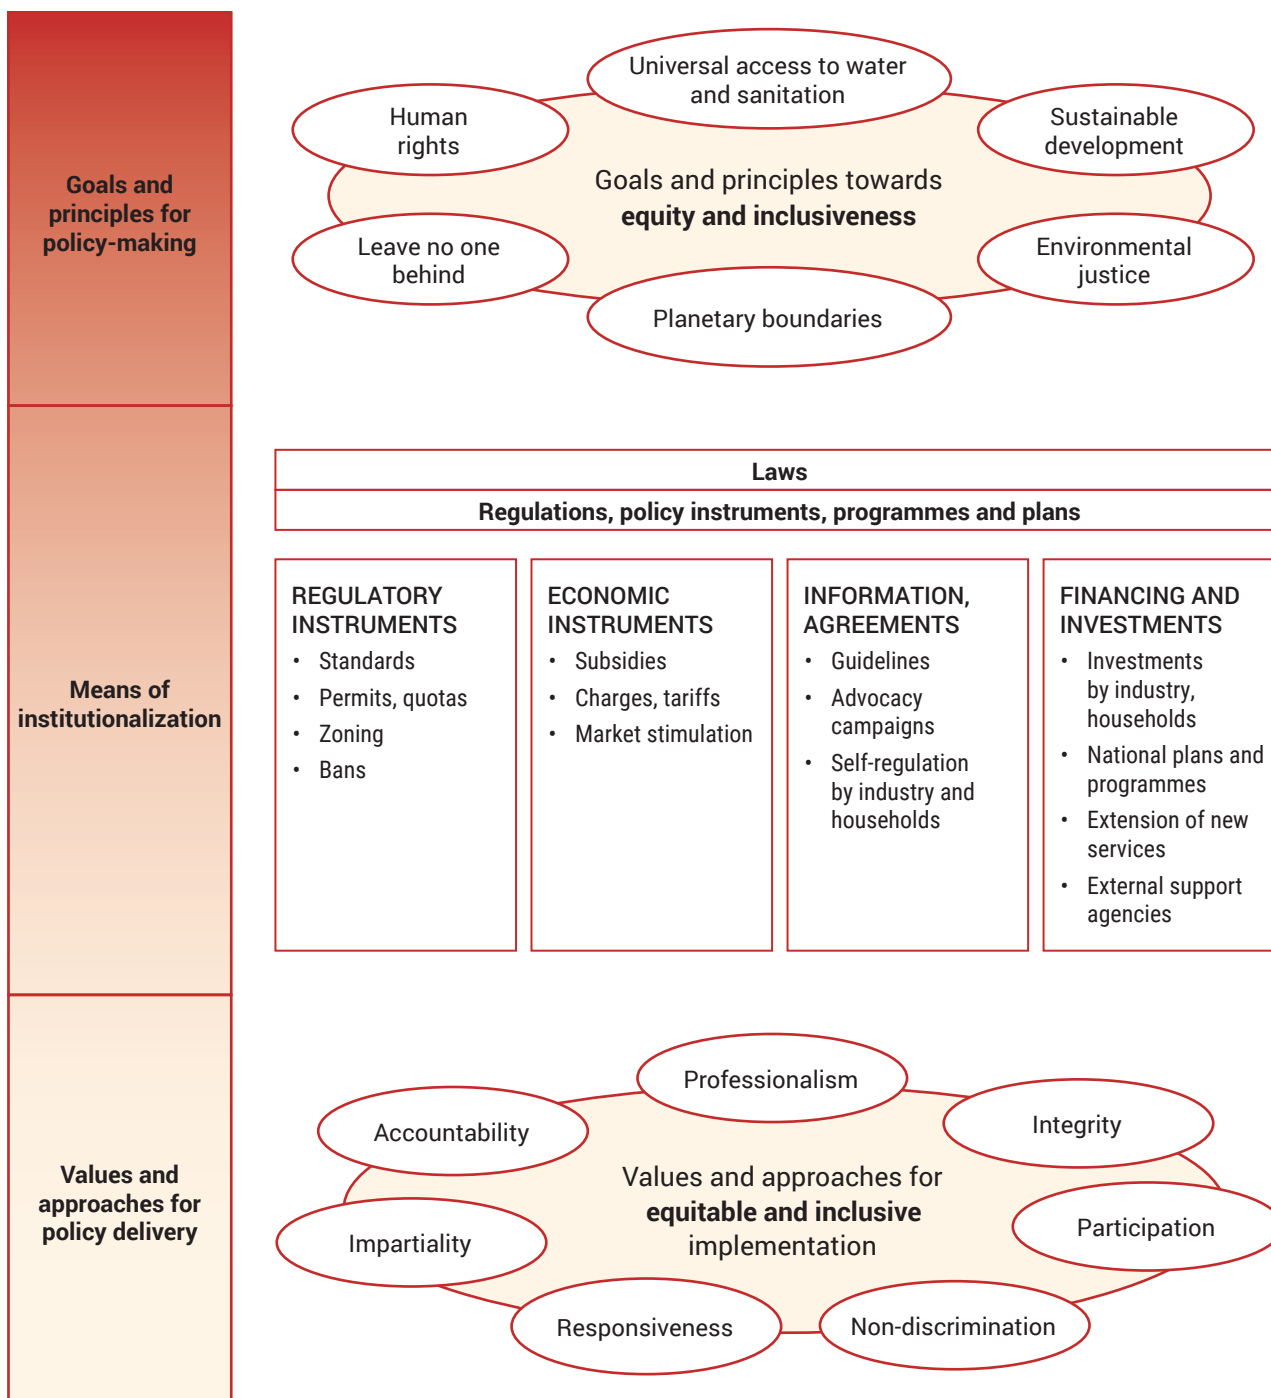 Goals and
principles for
policy-making
Universal access to water
and sanitation
Human
rights
Sustainable
development
Goals and principles towards
equity and inclusiveness
Leave no one
behind
Environmental
justice
Planetary boundaries
Means of
institutionalization
Laws
Regulations, policy instruments, programmes and plans
REGULATORY
INSTRUMENTS
• Standards
• Permits, quotas
• Zoning
• Bans
ECONOMIC
INSTRUMENTS
• Subsidies
• Charges, tariffs
• Market stimulation
INFORMATION,
AGREEMENTS
• Guidelines
• Advocacy
campaigns
• Self-regulation
by industry and
households
FINANCING AND
INVESTMENTS
• Investments
by industry,
households
• National plans and
programmes
• Extension of new
services
• External support
agencies
Values and
approaches for
policy delivery
Professionalism
Accountability
Integrity
Values and approaches for
equitable and inclusive
implementation
Impartiality
Participation
Responsiveness
Non-discrimination